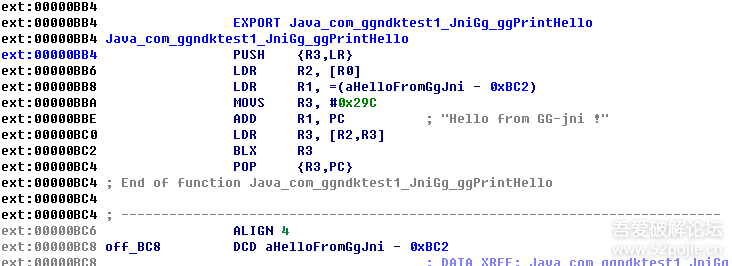 ext:00000BB4
ext:00000BB4 EXPORT Java_com_ggndktest1_JniGg_ggPrintHello
ext:00000BB4 Java_com_ggndktest1_JniGg_ggPrintHello
ext:00000BB4 PUSH {R3,LR}
ext:00000BB6 LDR R2, [R0]
ext:00000BB8 LDR R1, =(aHelloFromGgJni - 0xBC2)
ext:00000BBA MOVS R3, #0x29C
ext:00000BBE ADD R1, PC ; "Hello from GG-jni !"
ext:00000BC0 LDR R3, [R2,R3]
ext:00000BC2 BLX R3
ext:00000BC4 POP {R3,PC}
ext:00000BC4 ; End of function Java_com_ggndktest1_JniGg_ggPrintHello
ext:00000BC4
ext:00000BC4 ; ---------------------------------------------------------------------------
ext:00000BC6 ALIGN 4
ext:00000BC8 off_BC8 DCD aHelloFromGgJni - 0xBC2
ext:00000BC8 ; DATA XREF: Java_com_ggndktest1_JniGg
吾爱破解论坛
www.52pojie.cn